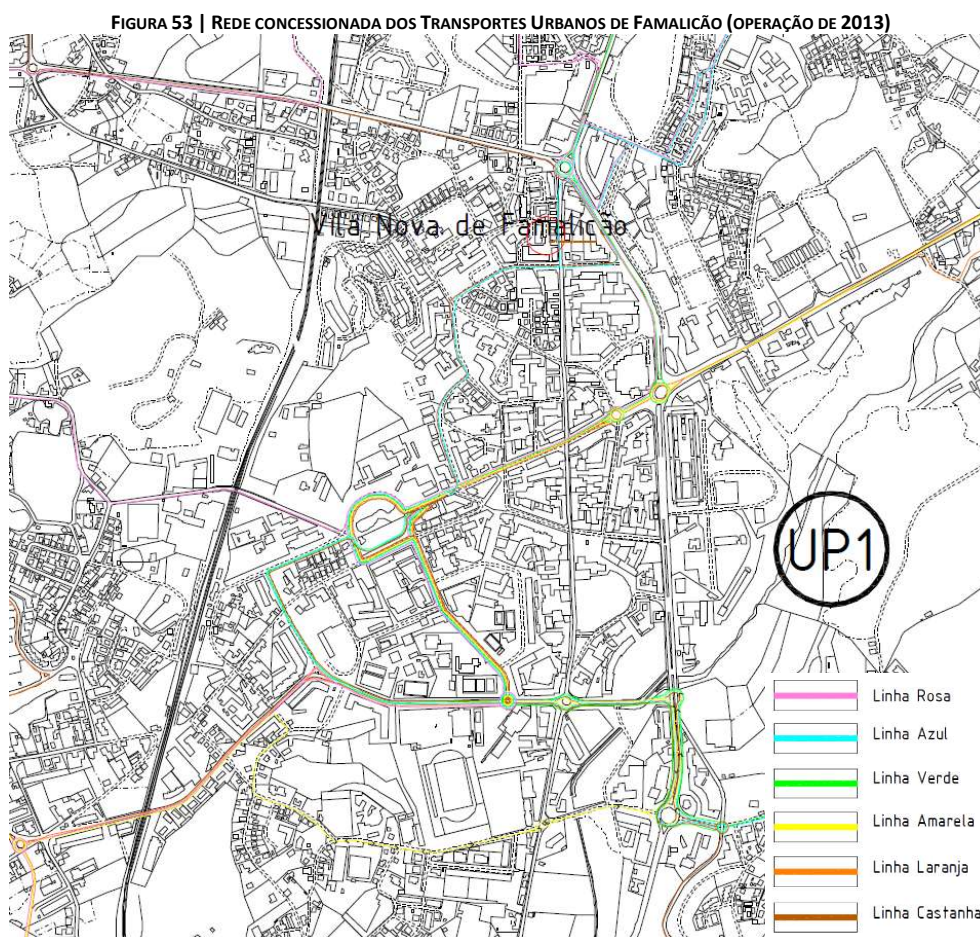 FIGURA 53 | REDE CONCESSIONADA DOS TRANSPORTES URBANOS DE FAMALICÃO (OPERAÇÃO DE 2013)
Vila Nova de Famalicão
UP1
Linha Rosa
Linha Azul
Linha Verde
Linha Amarela
Linha Laranja
Linha Castanha